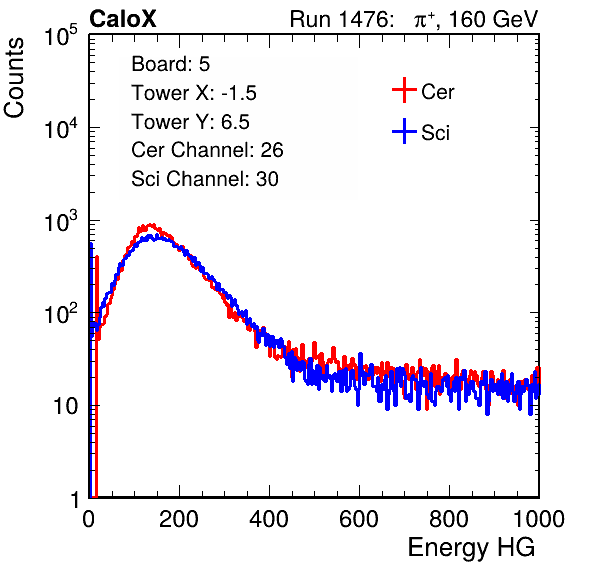 CaloX Run 1476: π⁺, 160 GeV
Counts
10⁵
10⁴
10³
10²
10
1
Board: 5
Tower X: -1.5
Tower Y: 6.5
Cer Channel: 26
Sci Channel: 30
Cer
Sci
0 200 400 600 800 1000
Energy HG